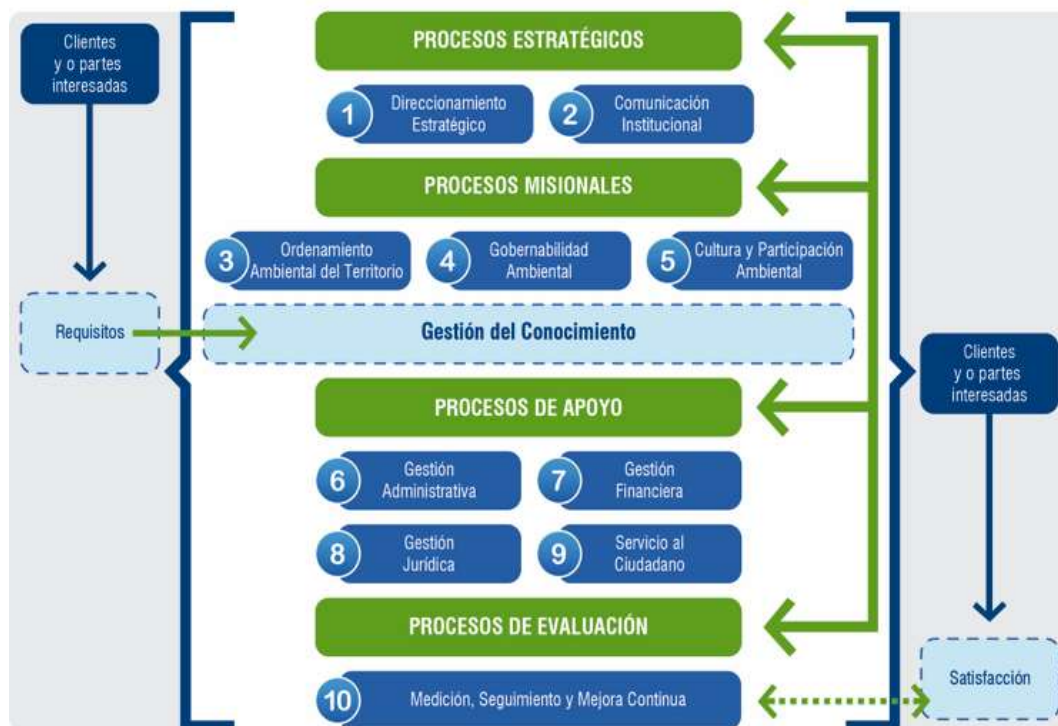 Clientes
y o partes
interesadas
PROCESOS ESTRATÉGICOS
1
Direccionamiento
Estratégico
2
Comunicación
Institucional
PROCESOS MISIONALES
3
Ordenamiento
Ambiental del Territorio
4
Gobernabilidad
Ambiental
5
Cultura y Participación
Ambiental
Requisitos
Gestión del Conocimiento
Clientes
y o partes
interesadas
PROCESOS DE APOYO
6
Gestión
Administrativa
7
Gestión
Financiera
8
Gestión
Jurídica
9
Servicio al
Ciudadano
PROCESOS DE EVALUACIÓN
10
Medición, Seguimiento y Mejora Continua
Satisfacción